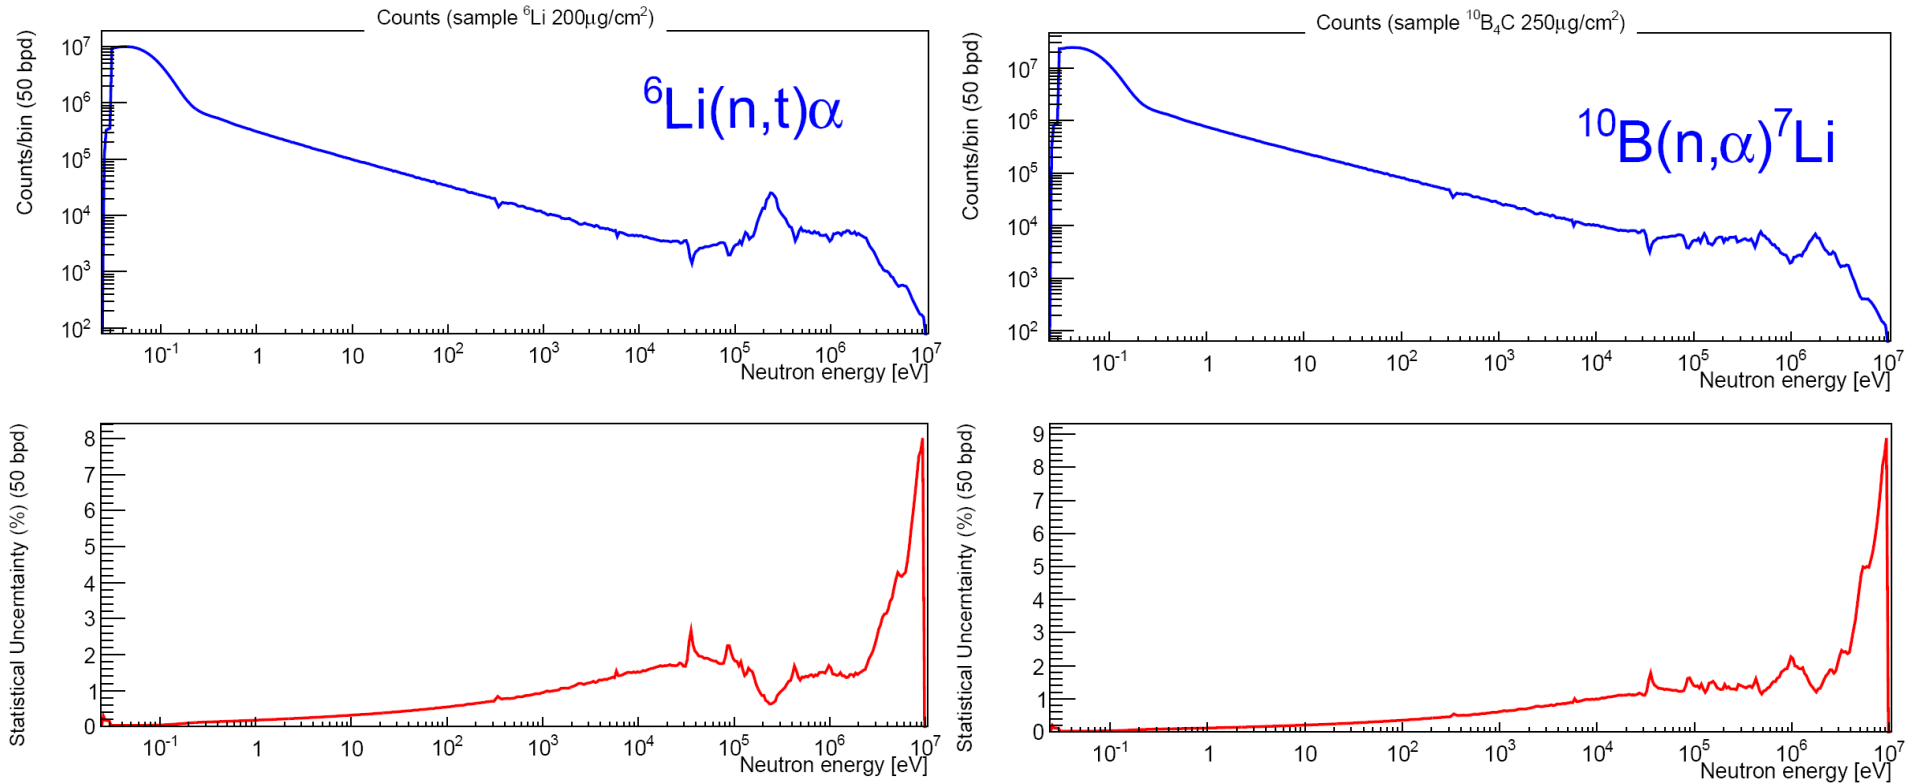 Counts (sample ⁶Li 200μg/cm²)
Counts/bin (50 bpd)
10⁷
10⁶
10⁵
10⁴
10³
10²
⁶Li(n,t)α
10⁻¹ 1 10 10² 10³ 10⁴ 10⁵ 10⁶ 10⁷
Neutron energy [eV]
Counts (sample ¹⁰B₄C 250μg/cm²)
Counts/bin (50 bpd)
10⁷
10⁶
10⁵
10⁴
10³
10²
¹⁰B(n,α)⁷Li
10⁻¹ 1 10 10² 10³ 10⁴ 10⁵ 10⁶ 10⁷
Neutron energy [eV]
Statistical Uncerntainty (%) (50 bpd)
8
7
6
5
4
3
2
1
0
10⁻¹ 1 10 10² 10³ 10⁴ 10⁵ 10⁶ 10⁷
Neutron energy [eV]
Statistical Uncerntainty (%) (50 bpd)
9
8
7
6
5
4
3
2
1
0
10⁻¹ 1 10 10² 10³ 10⁴ 10⁵ 10⁶ 10⁷
Neutron energy [eV]